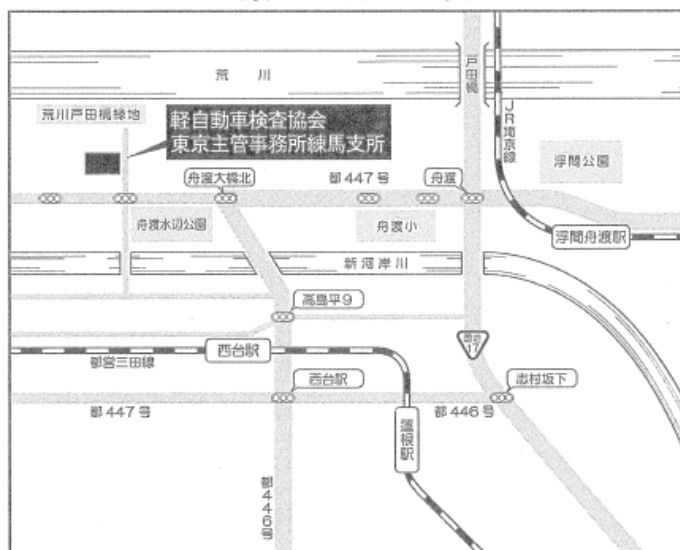 荒川
戸田橋
JR埼京線
荒川戸田橋緑地
軽自動車検査協会
東京主管事務所練馬支所
浮間公園
舟渡大橋北
都447号
舟渡
舟渡水辺公園
舟渡小
浮間舟渡駅
新河岸川
高島平9
国道
17
西台駅
都営三田線
西台駅
志村坂下
都447号
都446号
蓮根駅
都446号